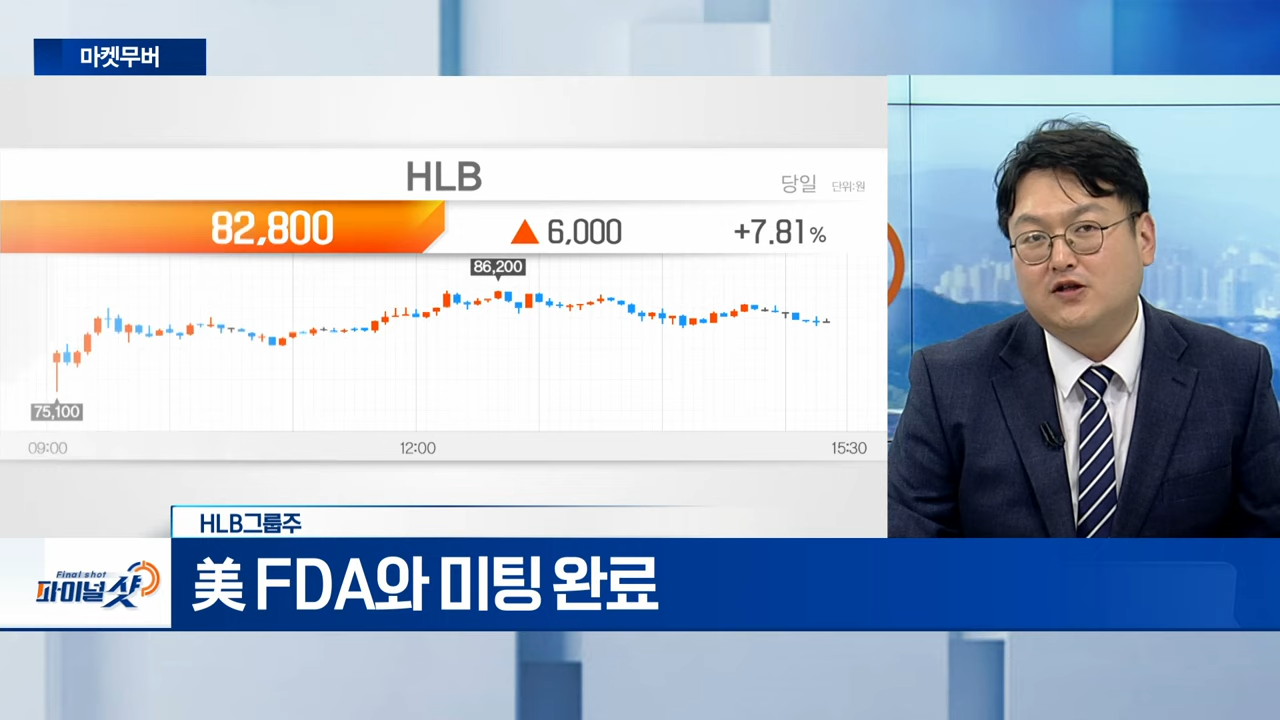 마켓무버
HLB
당일 단위:원
82,800 ▲ 6,000 +7.81%
86,200
75,100
09:00 12:00 15:30
HLB그룹주
Final shot
파이널샷
美 FDA와 미팅 완료